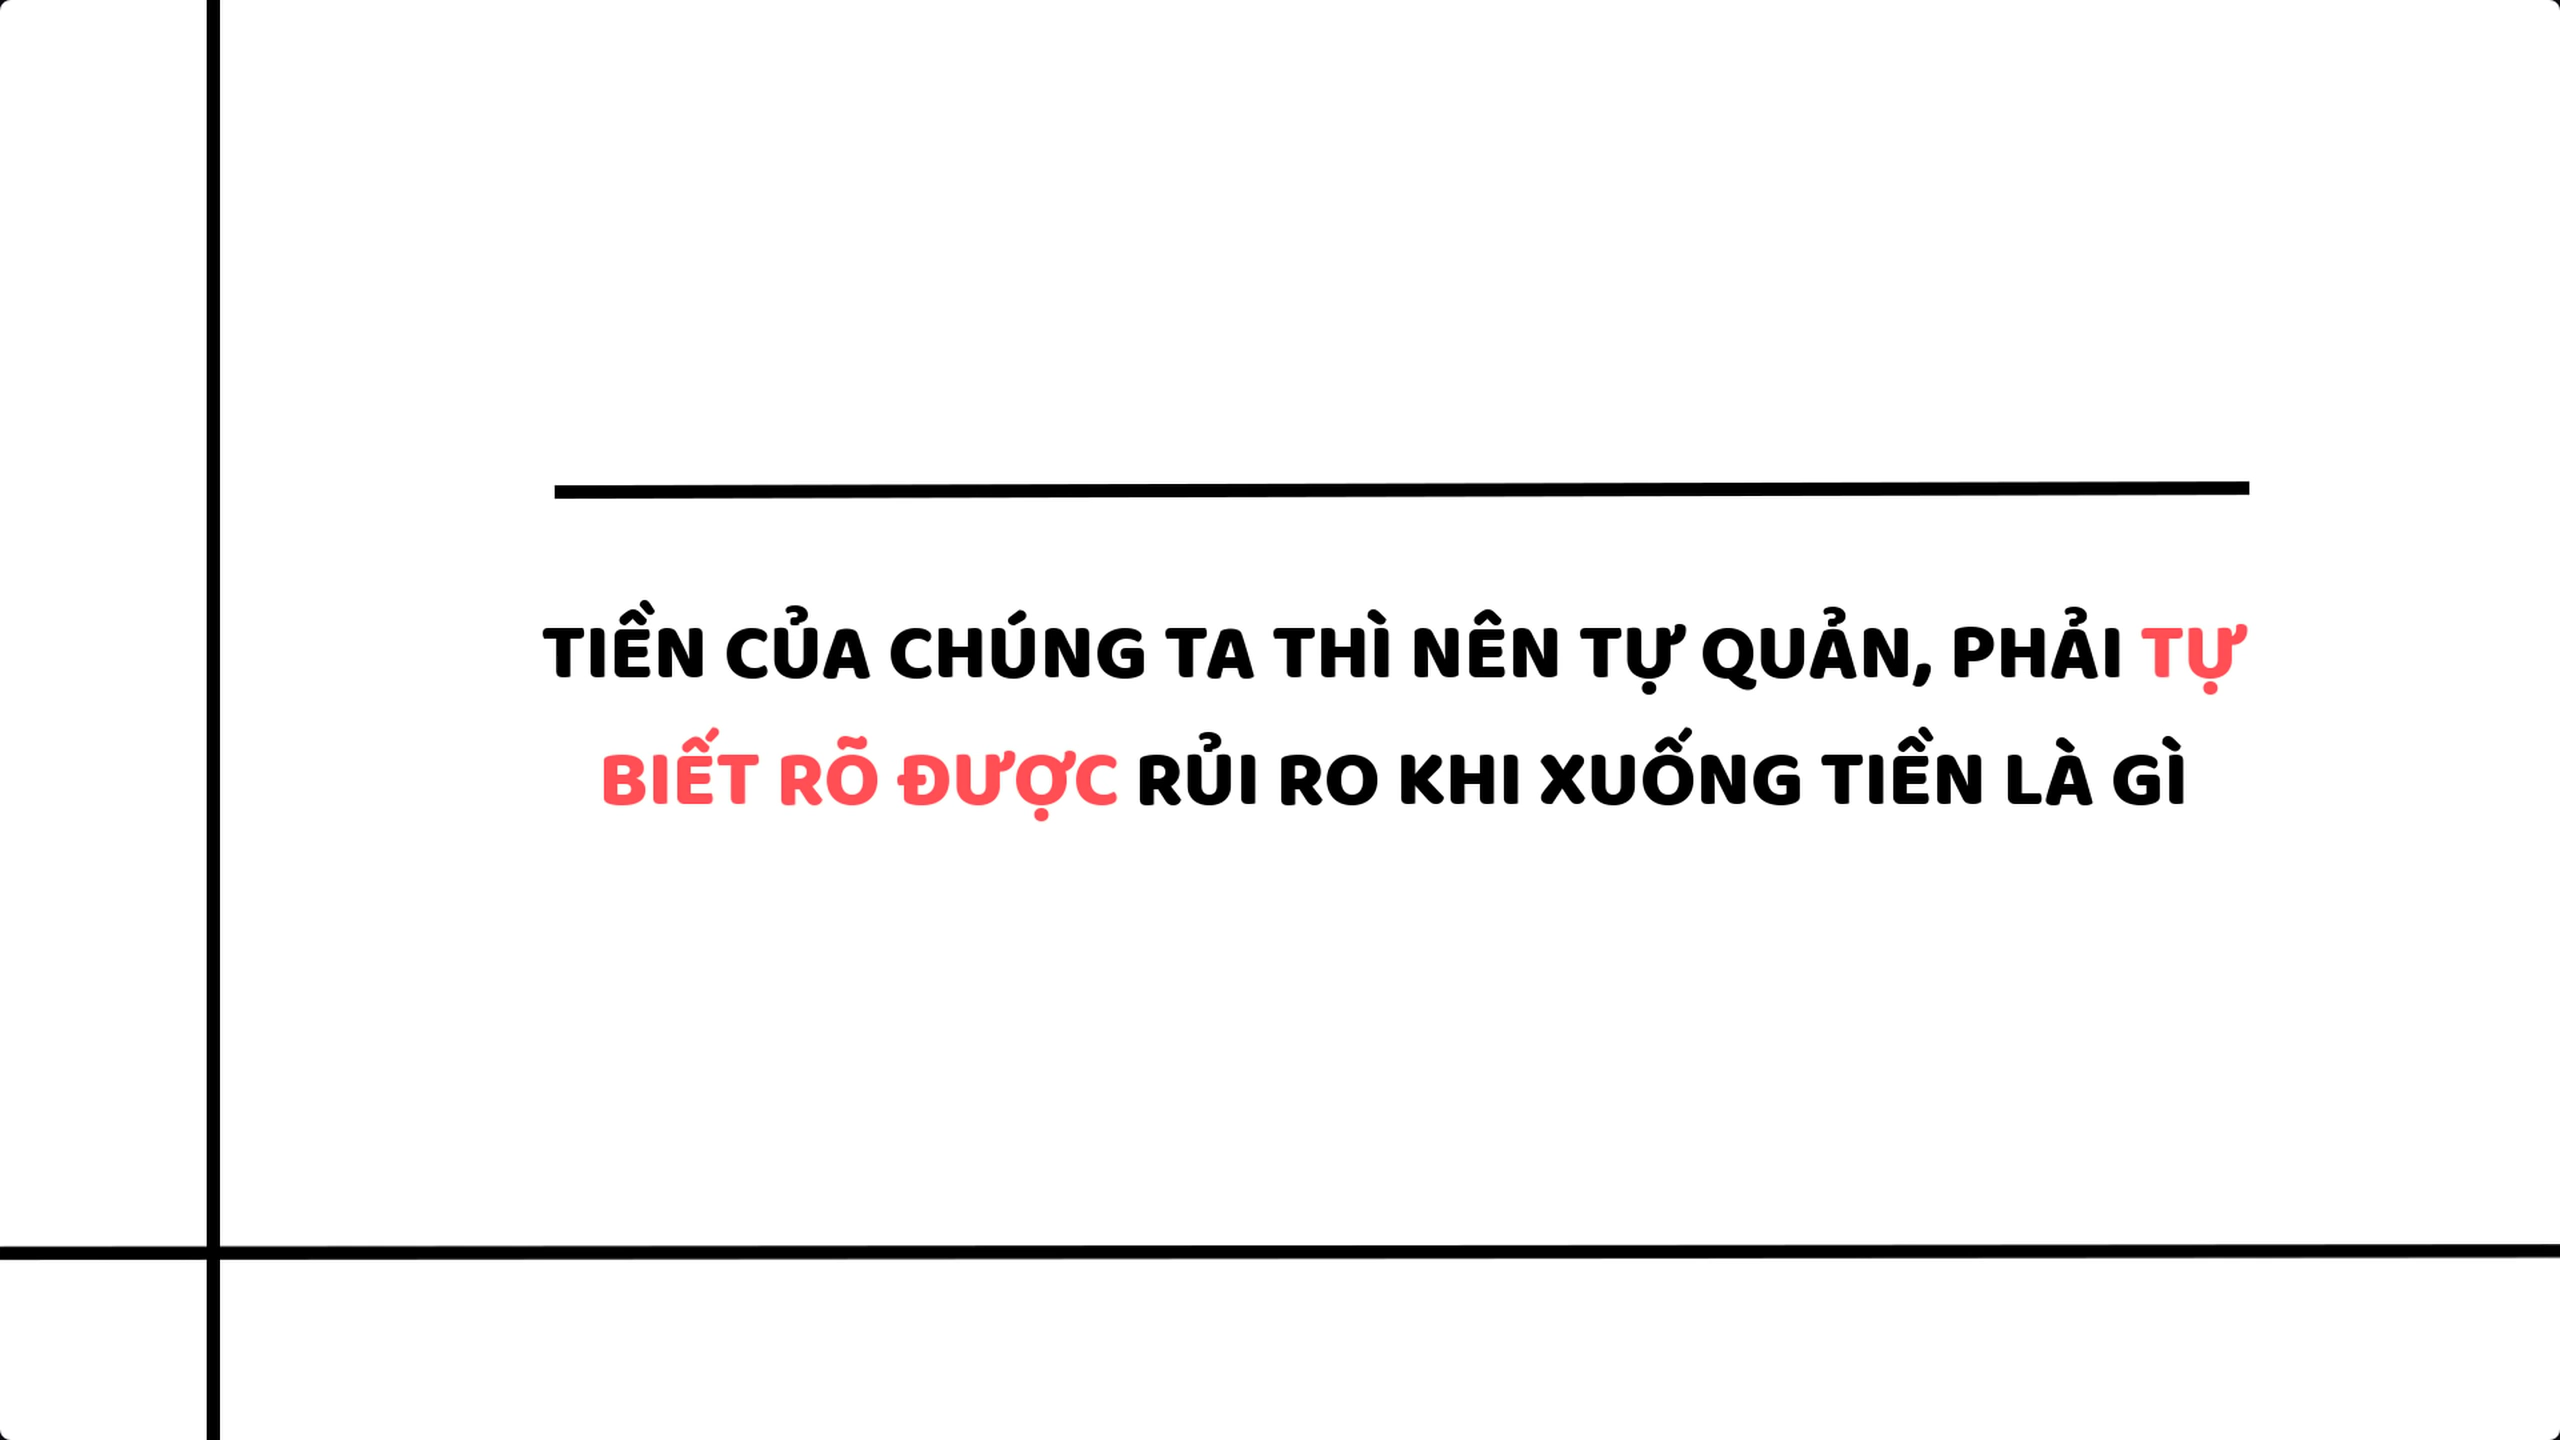 TIỀN CỦA CHÚNG TA THÌ NÊN TỰ QUẢN, PHẢI TỰ
BIẾT RÕ ĐƯỢC RỦI RO KHI XUỐNG TIỀN LÀ GÌ